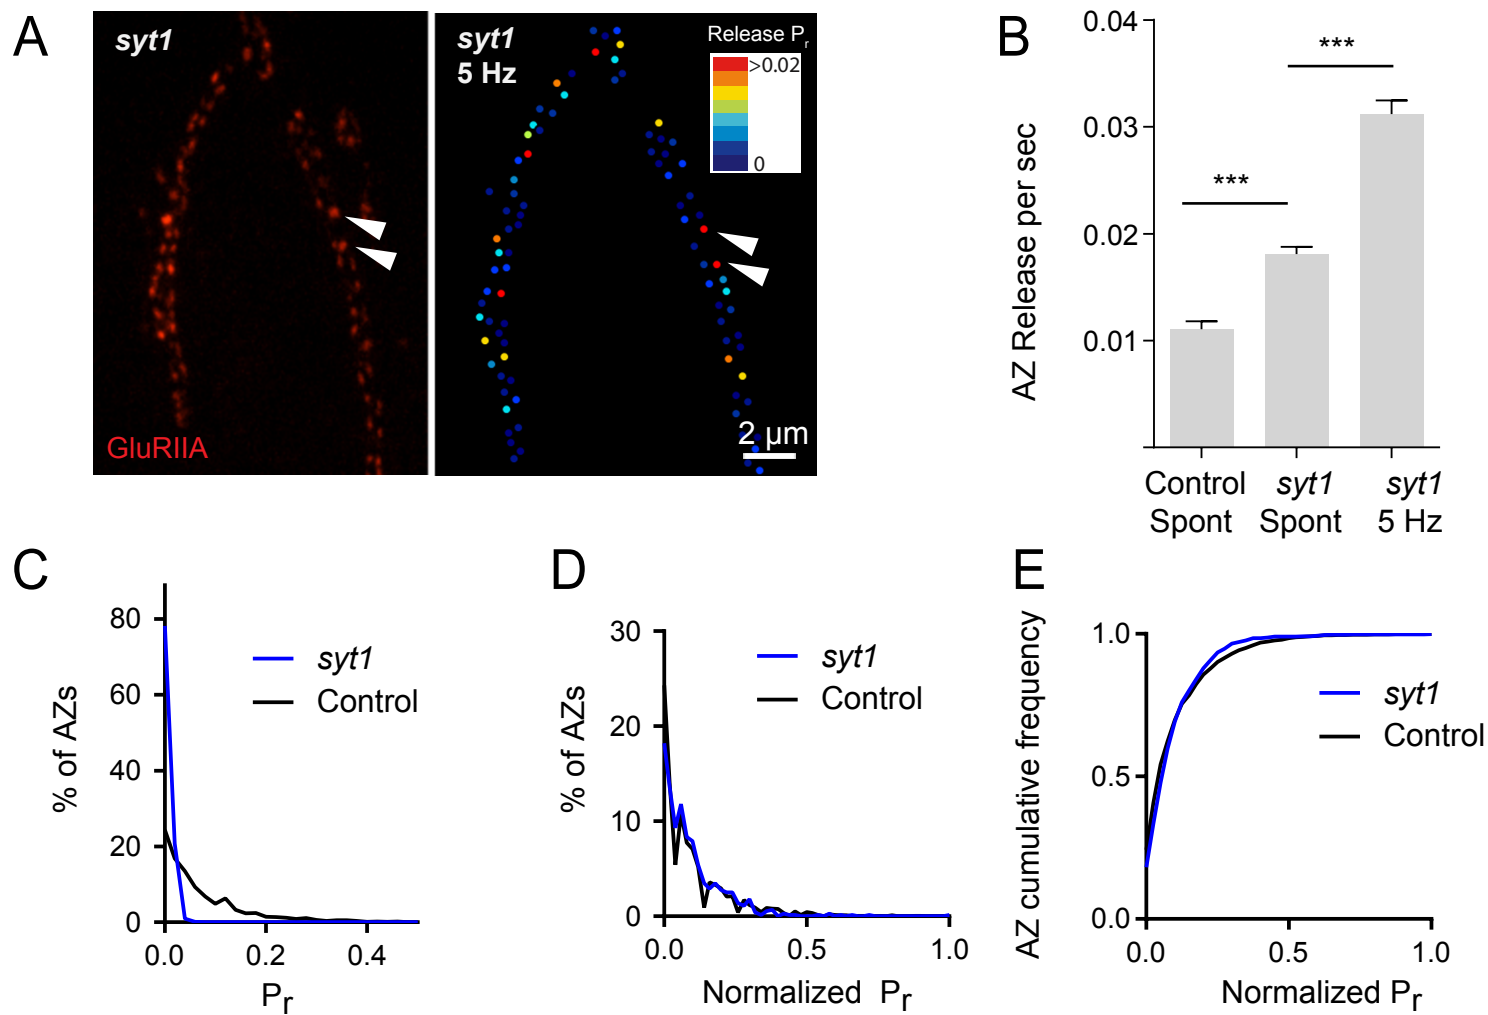 A
syt1
GluRIIA
syt1
5 Hz
Release Pr
>0.02
0
2 µm
B
AZ Release per sec
0.04
0.03
0.02
0.01
***
***
Control
Spont
syt1
Spont
syt1
5 Hz
C
% of AZs
80
60
40
20
0
syt1
Control
0.0 0.2 0.4
Pr
D
% of AZs
30
20
10
0
syt1
Control
0.0 0.5 1.0
Normalized Pr
E
AZ cumulative frequency
1.0
0.5
0.0
syt1
Control
0.0 0.5 1.0
Normalized Pr